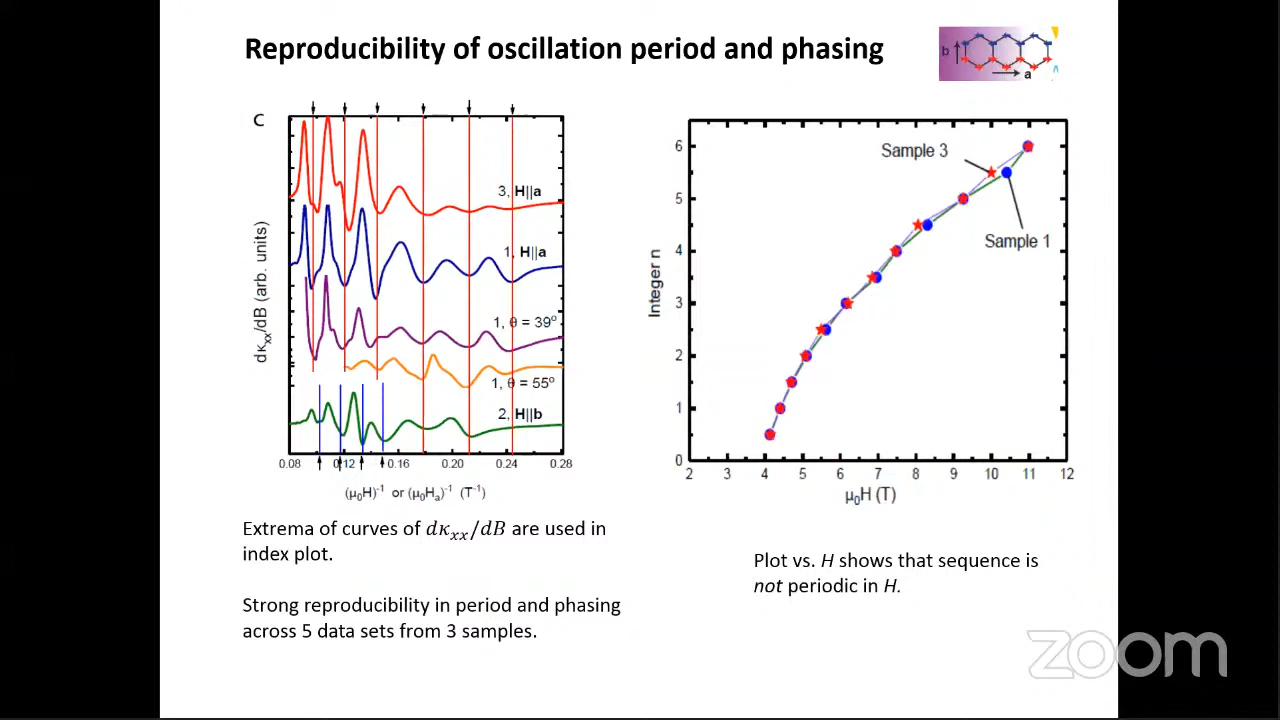 Reproducibility of oscillation period and phasing
b
a
C
3, H||a
1, H||a
1, θ = 39º
1, θ = 55º
2, H||b
dκxx/dB (arb. units)
0.08 0.12 0.16 0.20 0.24 0.28
(μ0H)-1 or (μ0Ha)-1 (T-1)
Sample 3
Sample 1
Integer n
6
5
4
3
2
1
0
2 3 4 5 6 7 8 9 10 11 12
μ0H (T)
Extrema of curves of dκxx/dB are used in
index plot.
Strong reproducibility in period and phasing
across 5 data sets from 3 samples.
Plot vs. H shows that sequence is
not periodic in H.
zoom